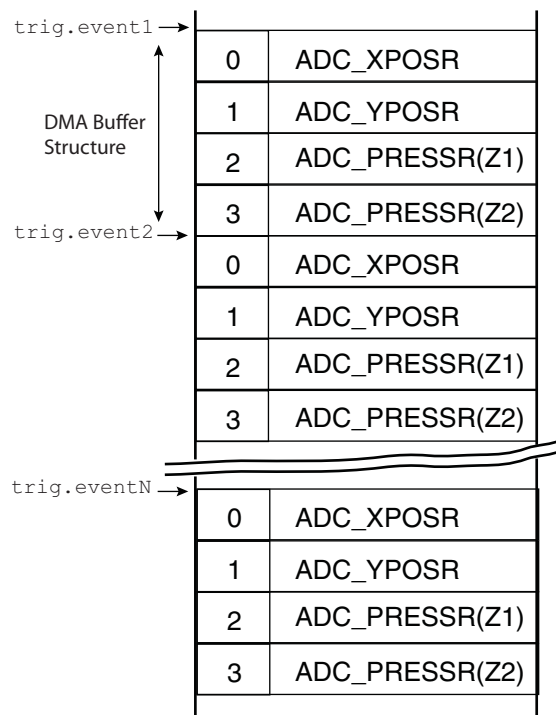 trig.event1
0 ADC_XPOSR
1 ADC_YPOSR
DMA Buffer
Structure
2 ADC_PRESSR(Z1)
3 ADC_PRESSR(Z2)
trig.event2
0 ADC_XPOSR
1 ADC_YPOSR
2 ADC_PRESSR(Z1)
3 ADC_PRESSR(Z2)
trig.eventN
0 ADC_XPOSR
1 ADC_YPOSR
2 ADC_PRESSR(Z1)
3 ADC_PRESSR(Z2)